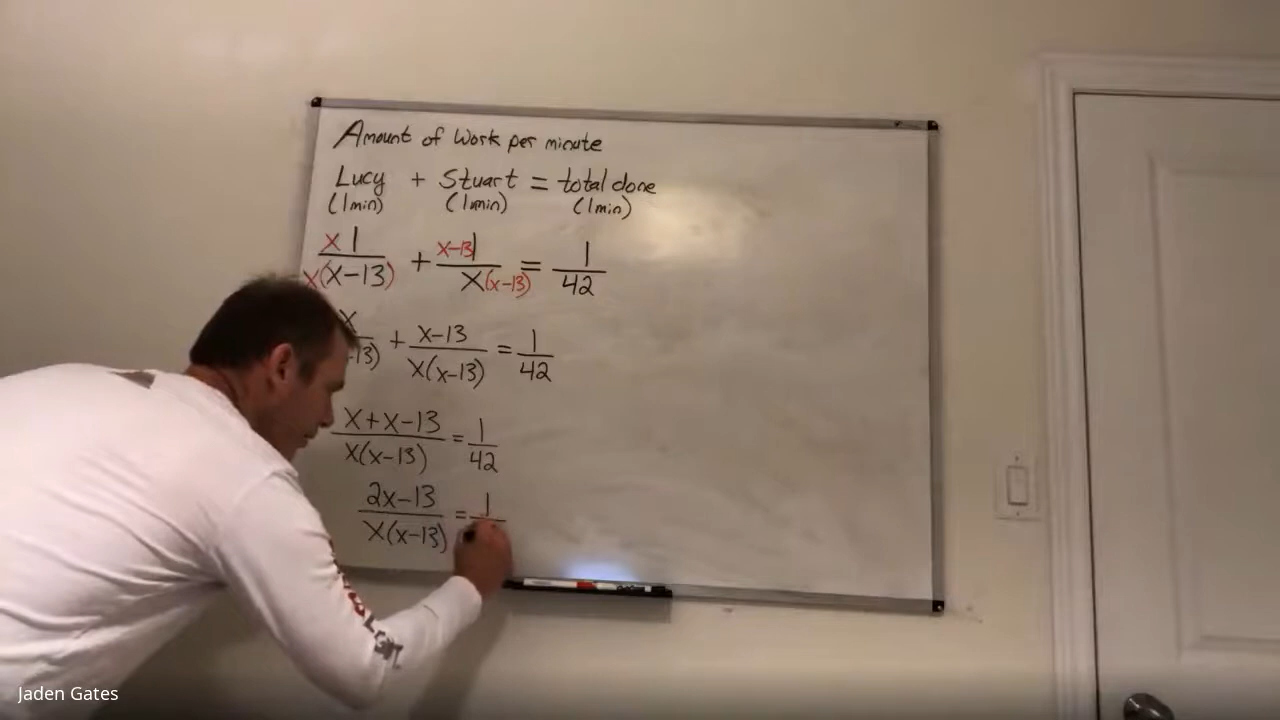 Amount of Work per minute
Lucy + Stuart = total done
(1min) (1min) (1min)
x 1 / x(x-13) + x-13 1 / x(x-13) = 1 / 42
x / 13) + x-13 / x(x-13) = 1 / 42
x+x-13 / x(x-13) = 1 / 42
2x-13 / x(x-13) = 1
Jaden Gates